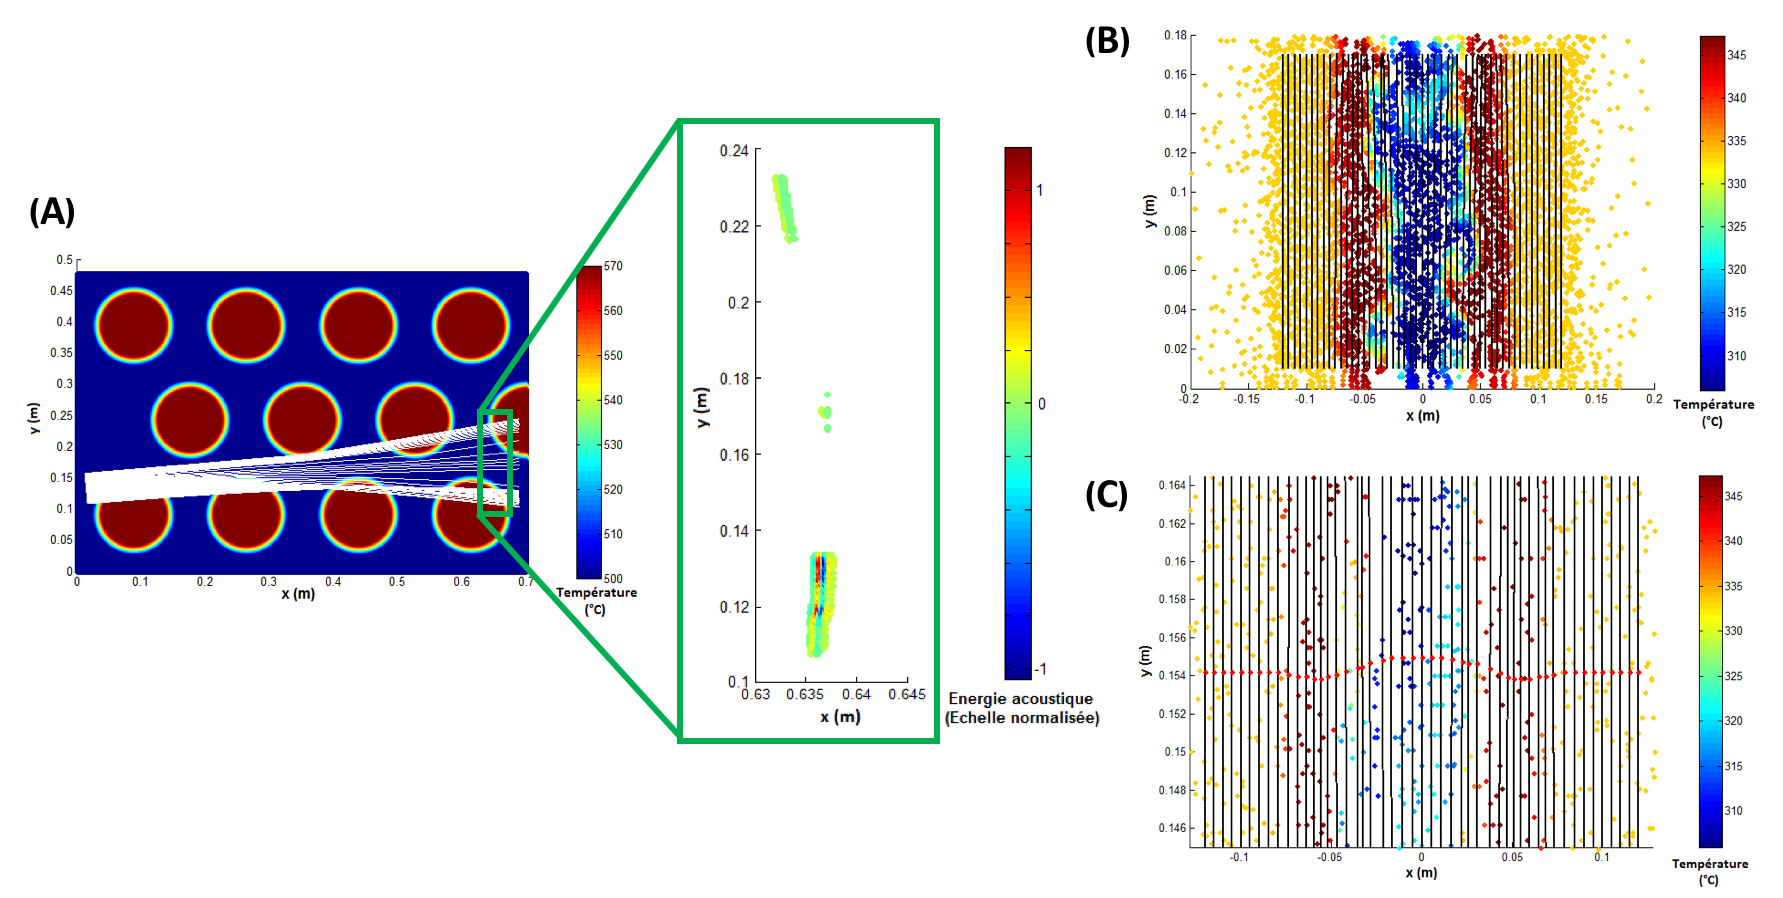 (A)
0.5
0.45
0.4
0.35
0.3
0.25
0.2
0.15
0.1
0.05
0
y (m)
0 0.1 0.2 0.3 0.4 0.5 0.6 0.7
x (m)
570
560
550
540
530
520
510
500
Température
(°C)
0.24
0.22
0.2
0.18
0.16
0.14
0.12
0.1
y (m)
0.63 0.635 0.64 0.645
x (m)
1
0
-1
Energie acoustique
(Echelle normalisée)
(B)
0.18
0.16
0.14
0.12
0.1
0.08
0.06
0.04
0.02
0
y (m)
-0.2 -0.15 -0.1 -0.05 0 0.05 0.1 0.15 0.2
x (m)
345
340
335
330
325
320
315
310
Température
(°C)
(C)
0.164
0.162
0.16
0.158
0.156
0.154
0.152
0.15
0.148
0.146
y (m)
-0.1 -0.05 0 0.05 0.1
x (m)
345
340
335
330
325
320
315
310
Température
(°C)